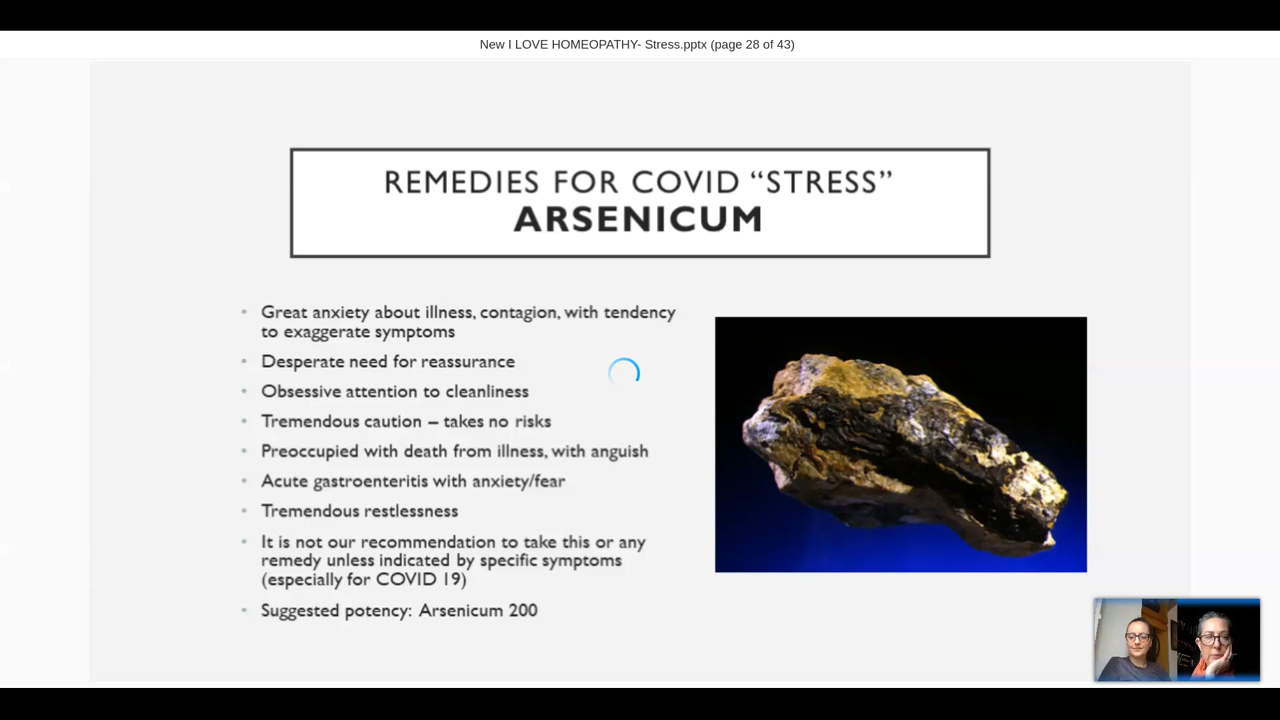 New I LOVE HOMEOPATHY- Stress.pptx (page 28 of 43)
REMEDIES FOR COVID “STRESS”
ARSENICUM
• Great anxiety about illness, contagion, with tendency
to exaggerate symptoms
• Desperate need for reassurance
• Obsessive attention to cleanliness
• Tremendous caution – takes no risks
• Preoccupied with death from illness, with anguish
• Acute gastroenteritis with anxiety/fear
• Tremendous restlessness
• It is not our recommendation to take this or any
remedy unless indicated by specific symptoms
(especially for COVID 19)
• Suggested potency: Arsenicum 200